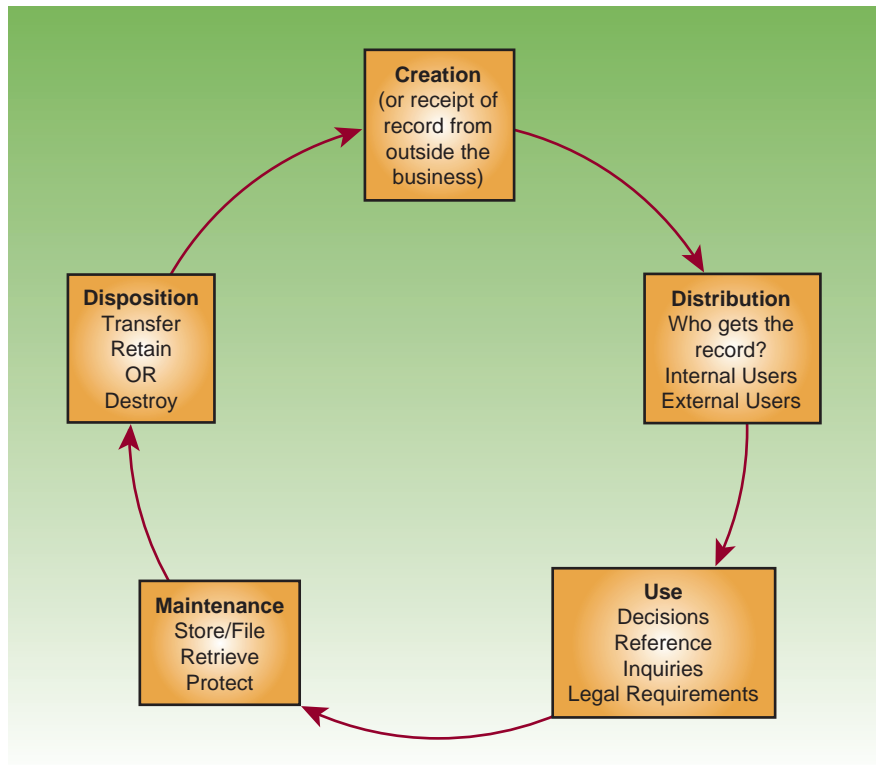 Creation
(or receipt of
record from
outside the
business)
Distribution
Who gets the
record?
Internal Users
External Users
Use
Decisions
Reference
Inquiries
Legal Requirements
Maintenance
Store/File
Retrieve
Protect
Disposition
Transfer
Retain
OR
Destroy